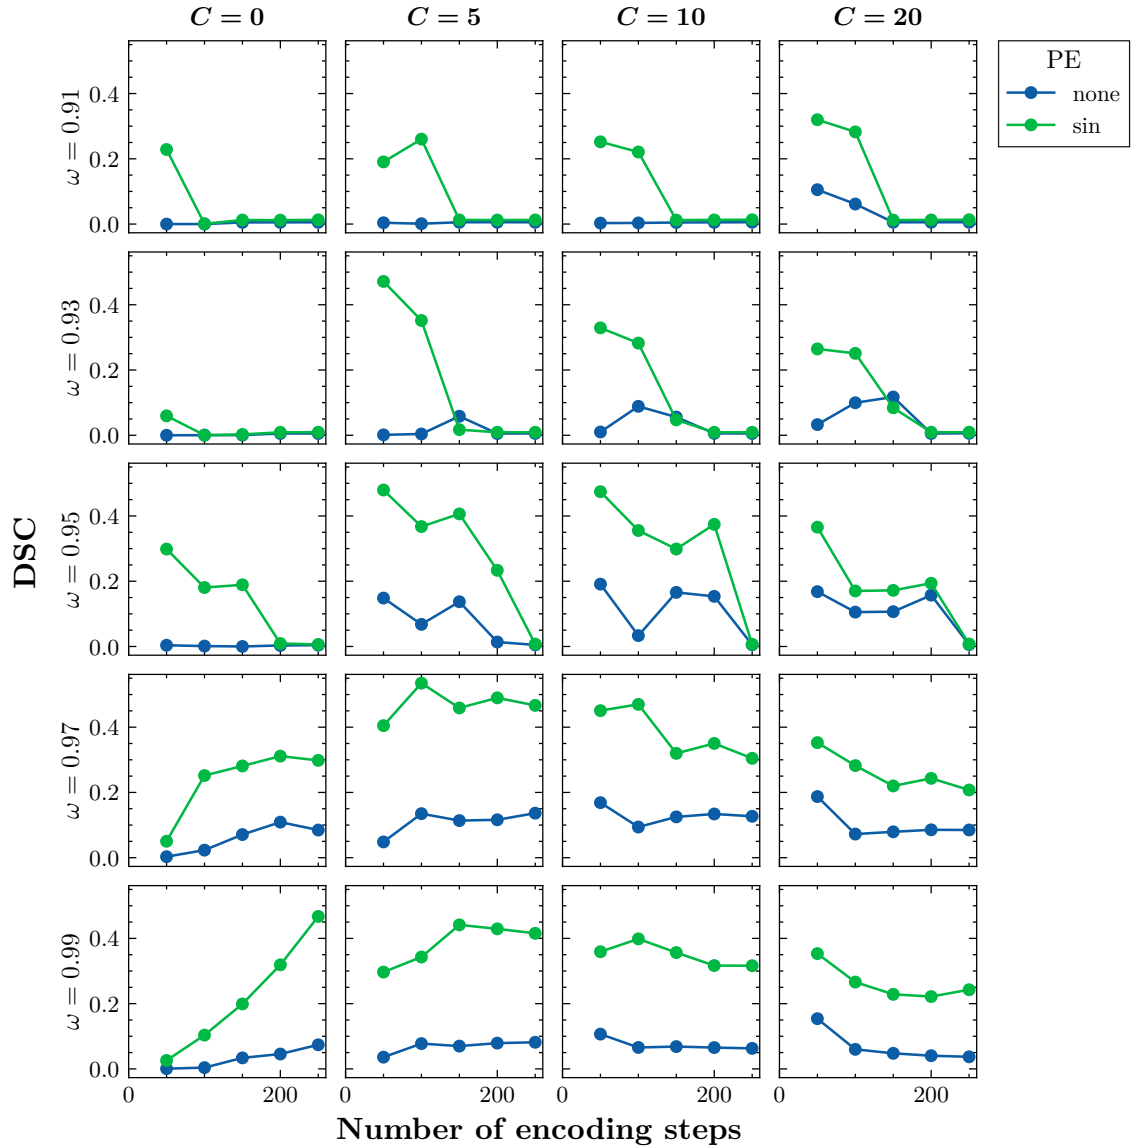 C = 0 C = 5 C = 10 C = 20
PE
none
sin
ω = 0.91
0.4
0.2
0.0
ω = 0.93
0.4
0.2
0.0
DSC
ω = 0.95
0.4
0.2
0.0
ω = 0.97
0.4
0.2
0.0
ω = 0.99
0.4
0.2
0.0
0 200 0 200 0 200 0 200
Number of encoding steps